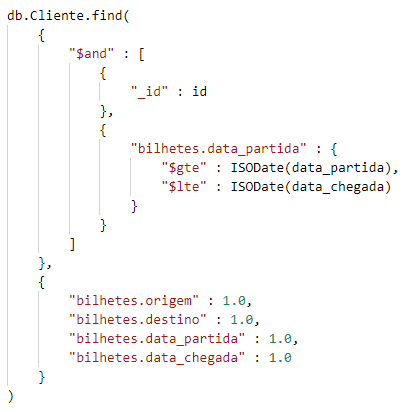 db.Cliente.find(
    {
        "$and" : [
            {
                "_id" : id
            },
            {
                "bilhetes.data_partida" : {
                    "$gte" : ISODate(data_partida),
                    "$lte" : ISODate(data_chegada)
                }
            }
        ]
    },
    {
        "bilhetes.origem" : 1.0,
        "bilhetes.destino" : 1.0,
        "bilhetes.data_partida" : 1.0,
        "bilhetes.data_chegada" : 1.0
    }
)